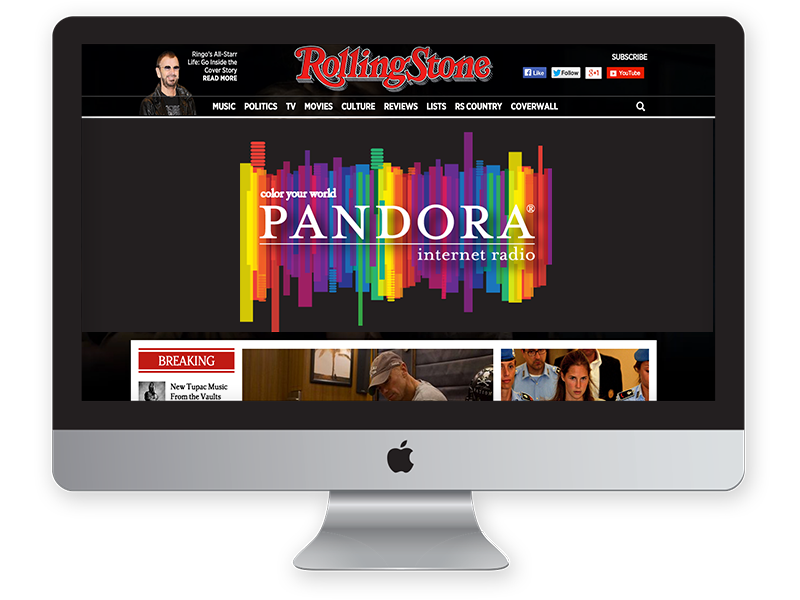 Ringo's All-Starr
Life: Go Inside the
Cover Story
READ MORE
RollingStone
SUBSCRIBE
Like
Follow
g+1
YouTube
MUSIC POLITICS TV MOVIES CULTURE REVIEWS LISTS RS COUNTRY COVERWALL
color your world
PANDORA®
internet radio
BREAKING
New Tupac Music
From the Vaults